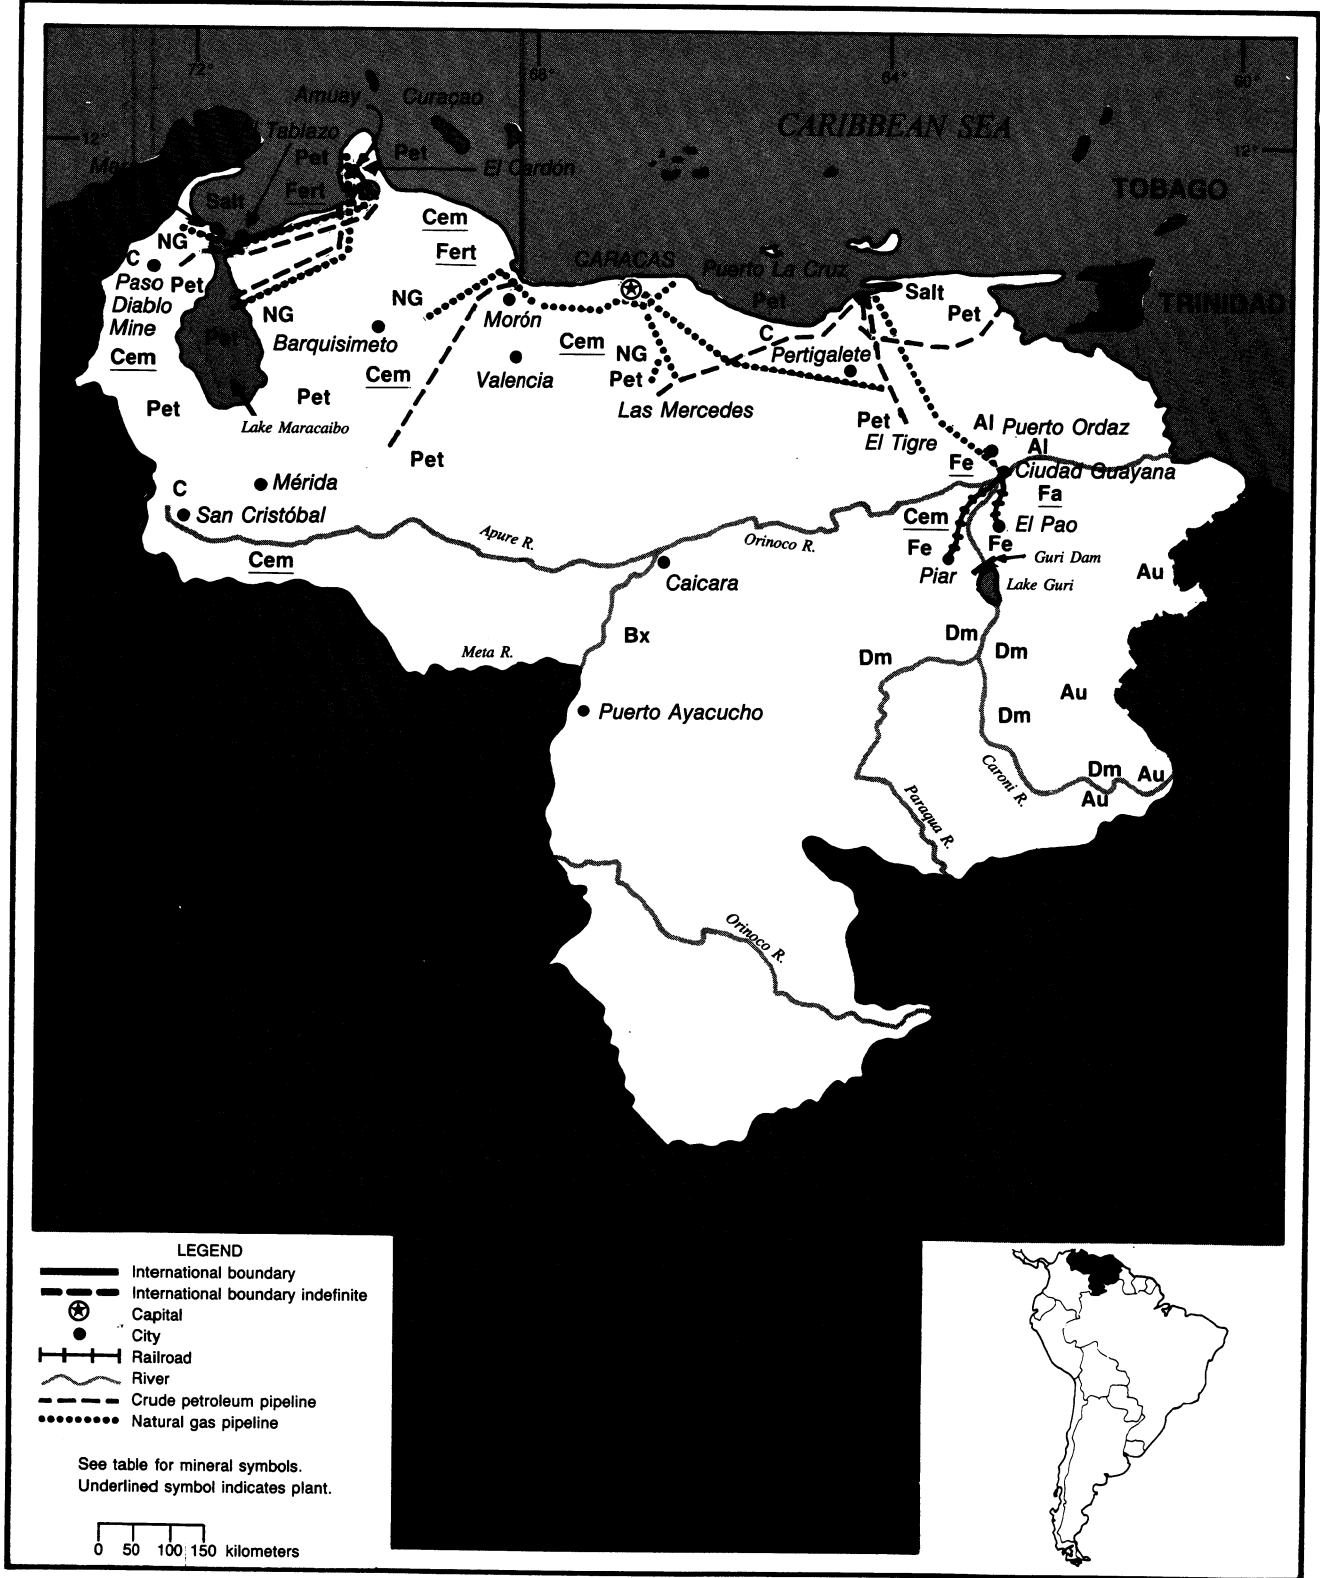 72°
68°
64°
60°
Amuay
Curaçao
CARIBBEAN SEA
12°
Tablazo
12°
Pet
Pet
El Cardón
TOBAGO
Salt
Fert
Cem
NG
Fert
C
CARACAS
Puerto La Cruz
Paso
Diablo
Mine
Pet
NG
NG
Pet
Salt
TRINIDAD
Pet
Morón
C
Pet
Barquisimeto
Cem
NG
Pertigalete
Cem
Cem
Valencia
Pet
Pet
Pet
Las Mercedes
Lake Maracaibo
Pet
El Tigre
Al
Puerto Ordaz
Al
Pet
Fe
Ciudad Guayana
C
Mérida
Fa
San Cristóbal
Cem
El Pao
Apure R.
Orinoco R.
Fe
Fe
Guri Dam
Cem
Caicara
Piar
Lake Guri
Au
Bx
Dm
Meta R.
Dm
Dm
Au
Puerto Ayacucho
Dm
Caroni R.
Dm
Au
Au
Paraqua R.
Orinoco R.
LEGEND
International boundary
International boundary indefinite
Capital
City
Railroad
River
Crude petroleum pipeline
Natural gas pipeline
See table for mineral symbols.
Underlined symbol indicates plant.
0 50 100 150 kilometers